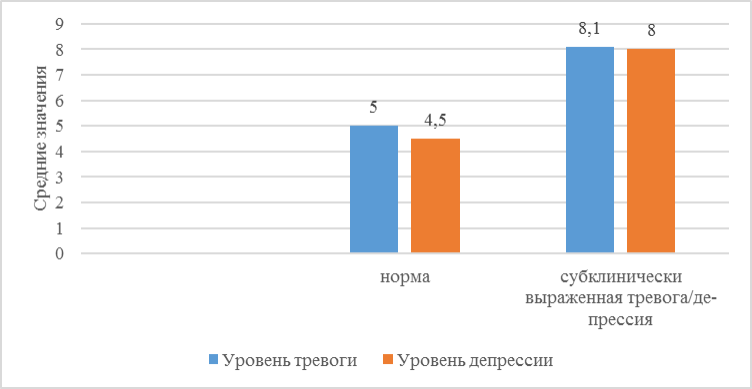 Средние значения
9
8
7
6
5
4
3
2
1
0
5
4,5
8,1
8
норма
субклинически
выраженная тревога/де-
прессия
Уровень тревоги
Уровень депрессии